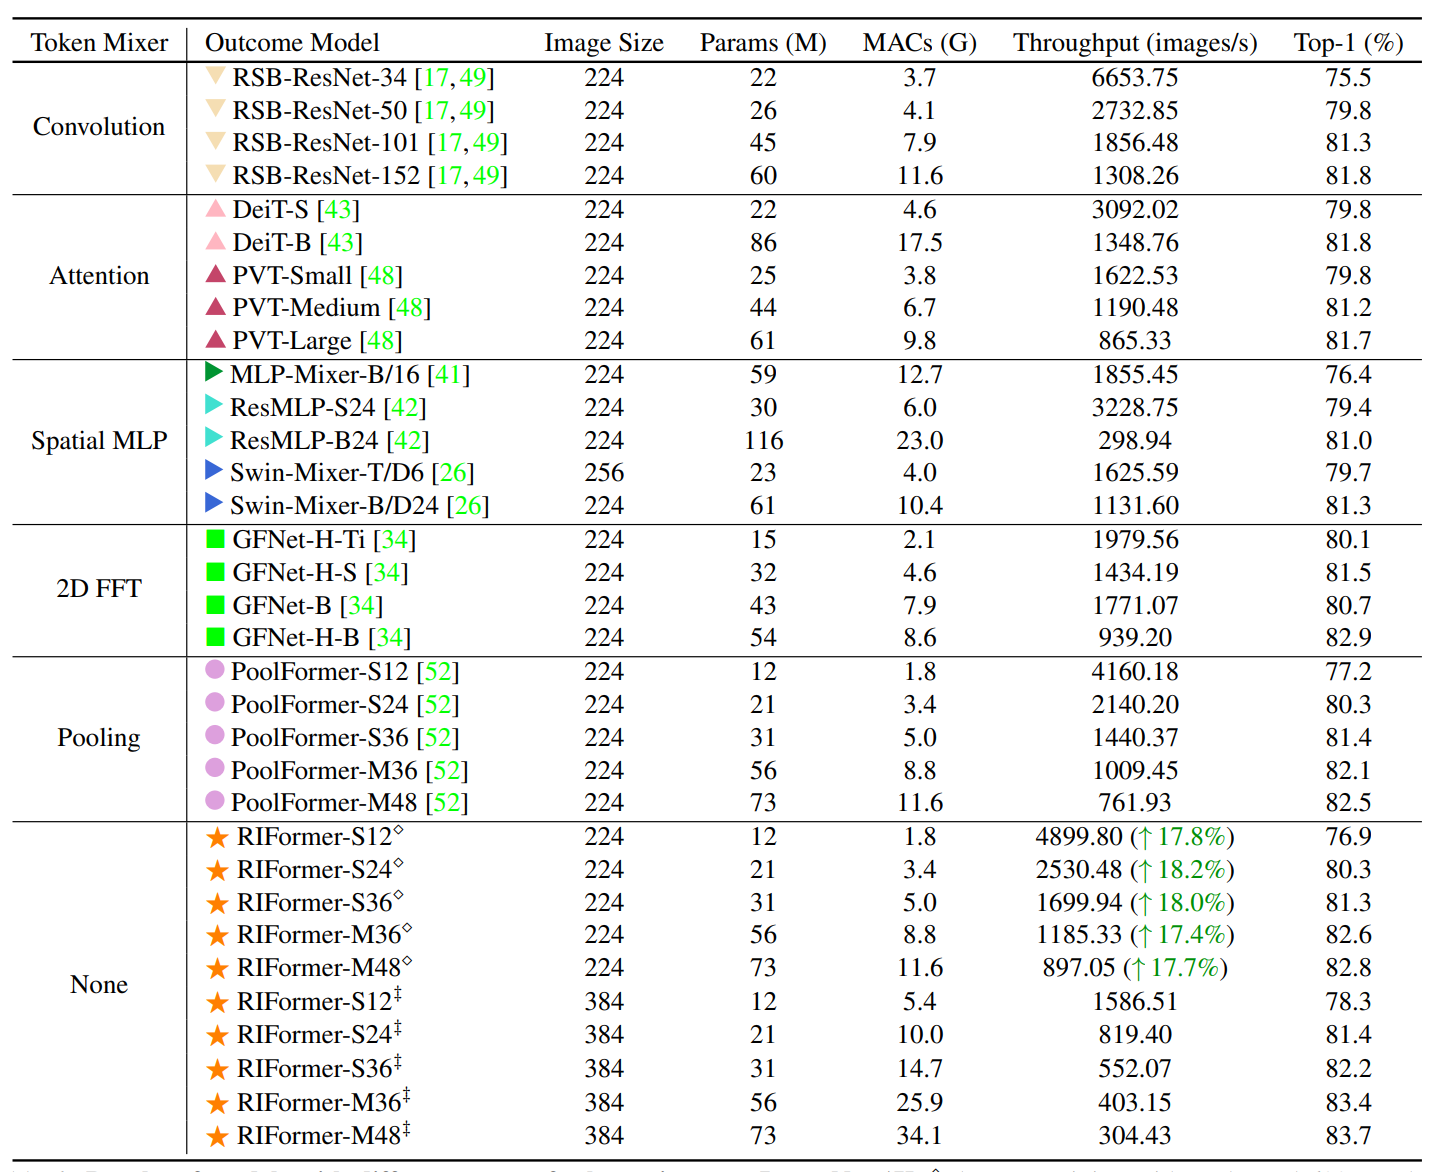 Token Mixer Outcome Model Image Size Params (M) MACs (G) Throughput (images/s) Top-1 (%)
Convolution
RSB-ResNet-34 [17,49] 224 22 3.7 6653.75 75.5
RSB-ResNet-50 [17,49] 224 26 4.1 2732.85 79.8
RSB-ResNet-101 [17,49] 224 45 7.9 1856.48 81.3
RSB-ResNet-152 [17,49] 224 60 11.6 1308.26 81.8
Attention
DeiT-S [43] 224 22 4.6 3092.02 79.8
DeiT-B [43] 224 86 17.5 1348.76 81.8
PVT-Small [48] 224 25 3.8 1622.53 79.8
PVT-Medium [48] 224 44 6.7 1190.48 81.2
PVT-Large [48] 224 61 9.8 865.33 81.7
Spatial MLP
MLP-Mixer-B/16 [41] 224 59 12.7 1855.45 76.4
ResMLP-S24 [42] 224 30 6.0 3228.75 79.4
ResMLP-B24 [42] 224 116 23.0 298.94 81.0
Swin-Mixer-T/D6 [26] 256 23 4.0 1625.59 79.7
Swin-Mixer-B/D24 [26] 224 61 10.4 1131.60 81.3
2D FFT
GFNet-H-Ti [34] 224 15 2.1 1979.56 80.1
GFNet-H-S [34] 224 32 4.6 1434.19 81.5
GFNet-B [34] 224 43 7.9 1771.07 80.7
GFNet-H-B [34] 224 54 8.6 939.20 82.9
Pooling
PoolFormer-S12 [52] 224 12 1.8 4160.18 77.2
PoolFormer-S24 [52] 224 21 3.4 2140.20 80.3
PoolFormer-S36 [52] 224 31 5.0 1440.37 81.4
PoolFormer-M36 [52] 224 56 8.8 1009.45 82.1
PoolFormer-M48 [52] 224 73 11.6 761.93 82.5
None
RIFormer-S12◇ 224 12 1.8 4899.80 (↑17.8%) 76.9
RIFormer-S24◇ 224 21 3.4 2530.48 (↑18.2%) 80.3
RIFormer-S36◇ 224 31 5.0 1699.94 (↑18.0%) 81.3
RIFormer-M36◇ 224 56 8.8 1185.33 (↑17.4%) 82.6
RIFormer-M48◇ 224 73 11.6 897.05 (↑17.7%) 82.8
RIFormer-S12‡ 384 12 5.4 1586.51 78.3
RIFormer-S24‡ 384 21 10.0 819.40 81.4
RIFormer-S36‡ 384 31 14.7 552.07 82.2
RIFormer-M36‡ 384 56 25.9 403.15 83.4
RIFormer-M48‡ 384 73 34.1 304.43 83.7